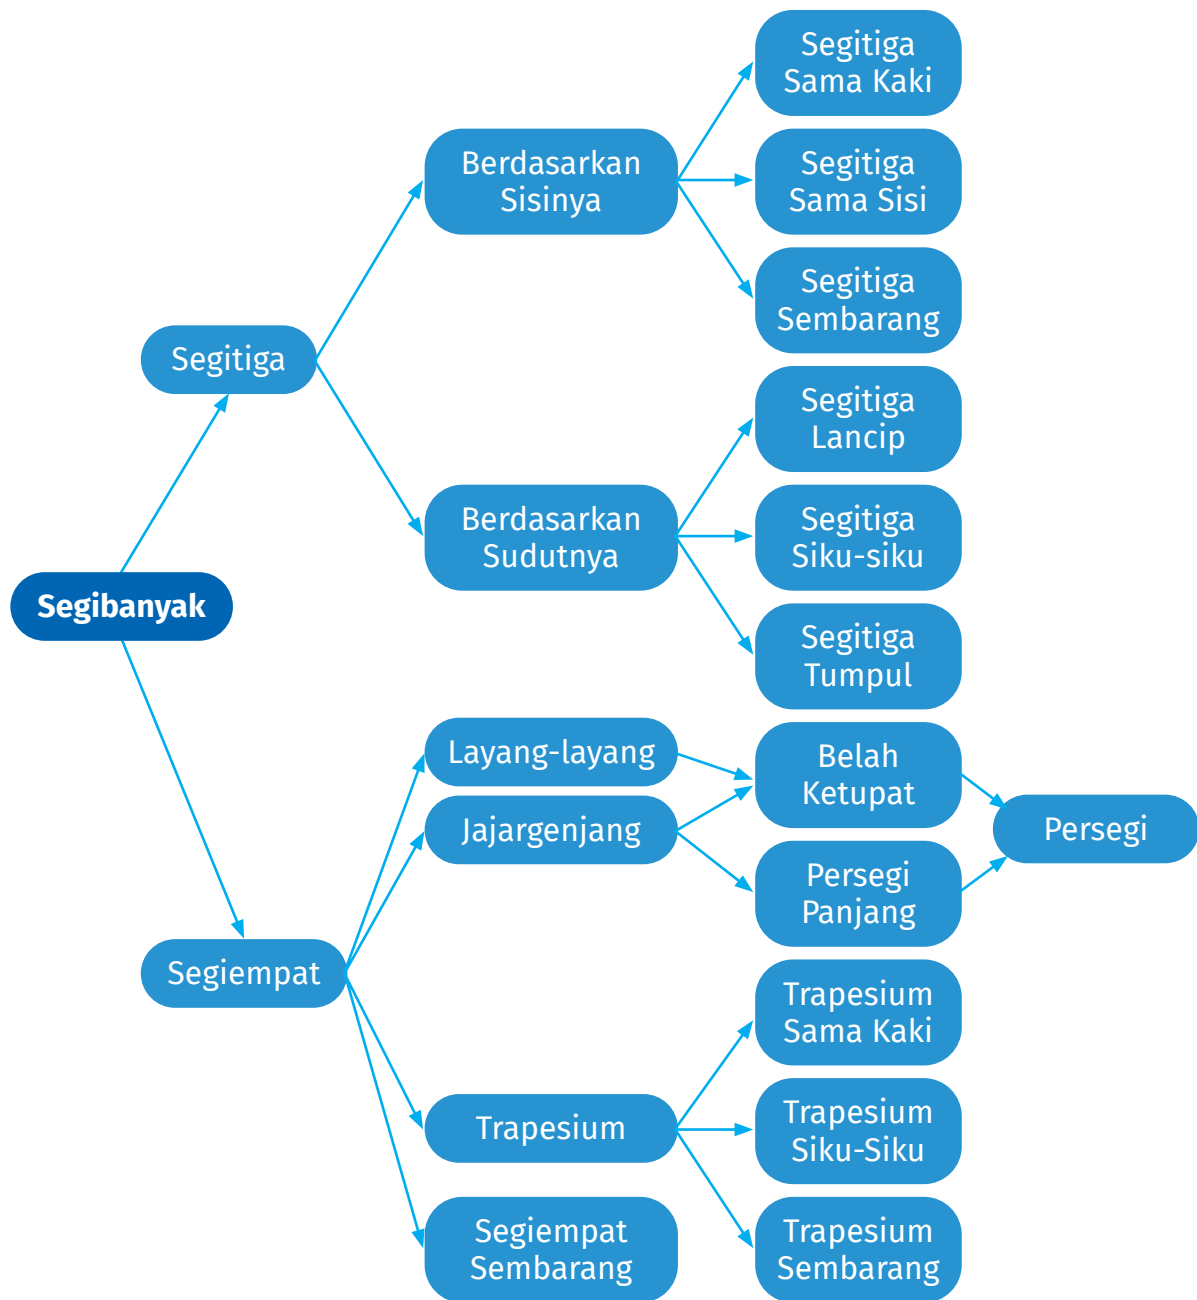 Segibanyak
Segitiga
Berdasarkan
Sisinya
Segitiga
Sama Kaki
Segitiga
Sama Sisi
Segitiga
Sembarang
Berdasarkan
Sudutnya
Segitiga
Lancip
Segitiga
Siku-siku
Segitiga
Tumpul
Segiempat
Layang-layang
Jajargenjang
Belah
Ketupat
Persegi
Panjang
Persegi
Trapesium
Trapesium
Sama Kaki
Trapesium
Siku-Siku
Trapesium
Sembarang
Segiempat
Sembarang